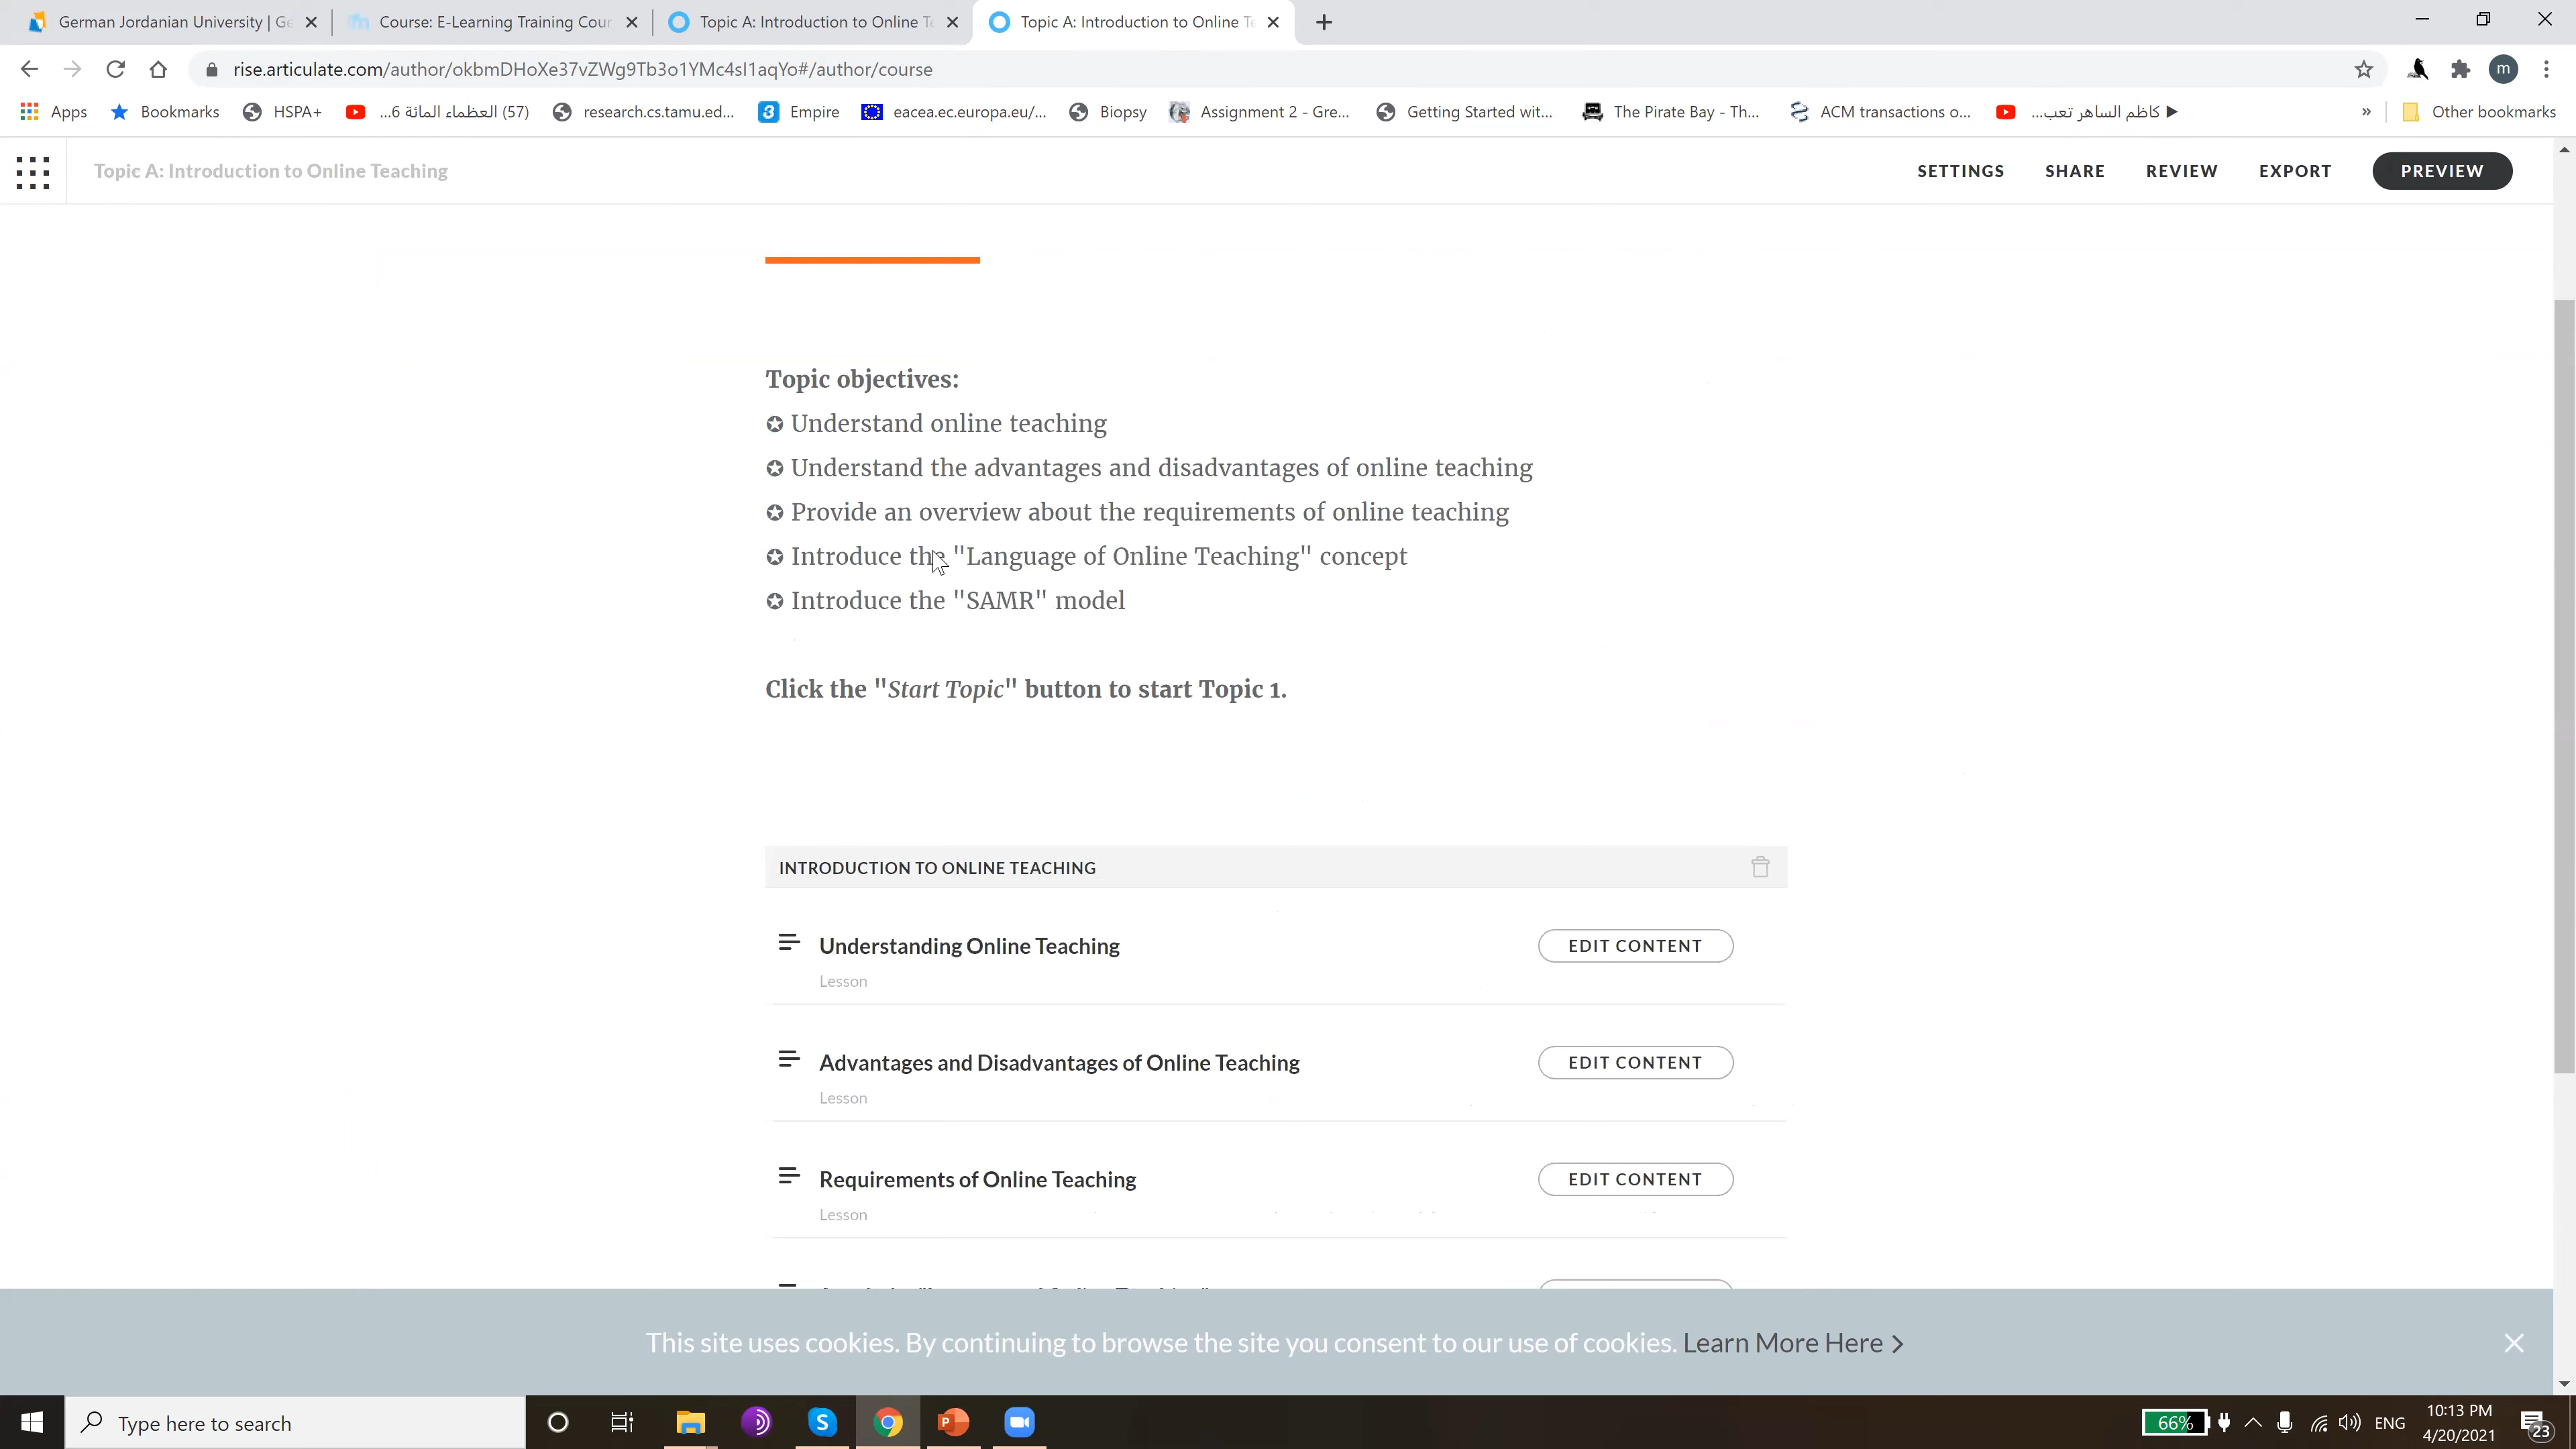 German Jordanian University | Ge
Course: E-Learning Training Cour
Topic A: Introduction to Online Te
Topic A: Introduction to Online Te
rise.articulate.com/author/okbmDHoXe37vZWg9Tb3o1YMc4sI1aqYo#/author/course
m
Apps
Bookmarks
HSPA+
(57) العظماء المائة 6...
research.cs.tamu.ed...
Empire
eacea.ec.europa.eu/...
Biopsy
Assignment 2 - Gre...
Getting Started wit...
The Pirate Bay - Th...
ACM transactions o...
▶ كاظم الساهر تعب...
»
Other bookmarks
Topic A: Introduction to Online Teaching
SETTINGS
SHARE
REVIEW
EXPORT
PREVIEW
Topic objectives:
✪ Understand online teaching
✪ Understand the advantages and disadvantages of online teaching
✪ Provide an overview about the requirements of online teaching
✪ Introduce the "Language of Online Teaching" concept
✪ Introduce the "SAMR" model
Click the "Start Topic" button to start Topic 1.
INTRODUCTION TO ONLINE TEACHING
Understanding Online Teaching
EDIT CONTENT
Lesson
Advantages and Disadvantages of Online Teaching
EDIT CONTENT
Lesson
Requirements of Online Teaching
EDIT CONTENT
Lesson
This site uses cookies. By continuing to browse the site you consent to our use of cookies. Learn More Here >
Type here to search
66%
ENG
10:13 PM
4/20/2021
23